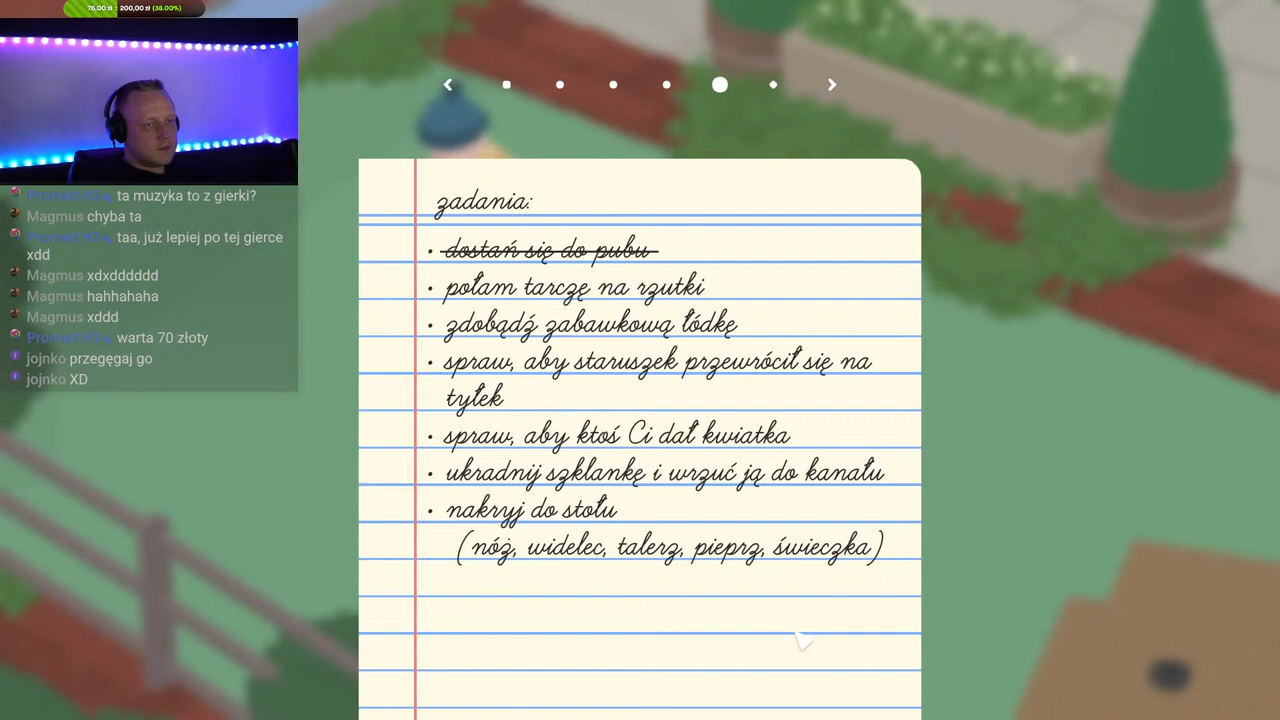 75,00 zł : 200,00 zł (38.00%)
ta muzyka to z gierki?
Magmus chyba ta
taa, już lepiej po tej gierce
xdd
Magmus xdxdddddd
Magmus hahhahaha
Magmus xddd
warta 70 złoty
jojnko przegęgaj go
jojnko XD
zadania:
• dostań się do pubu
• połam tarczę na rzutki
• zdobądź zabawkową łódkę
• spraw, aby staruszek przewrócił się na
tyłek
• spraw, aby ktoś Ci dał kwiatka
• ukradnij szklankę i wrzuć ją do kanału
• nakryj do stołu
(nóż, widelec, talerz, pieprz, świeczka)